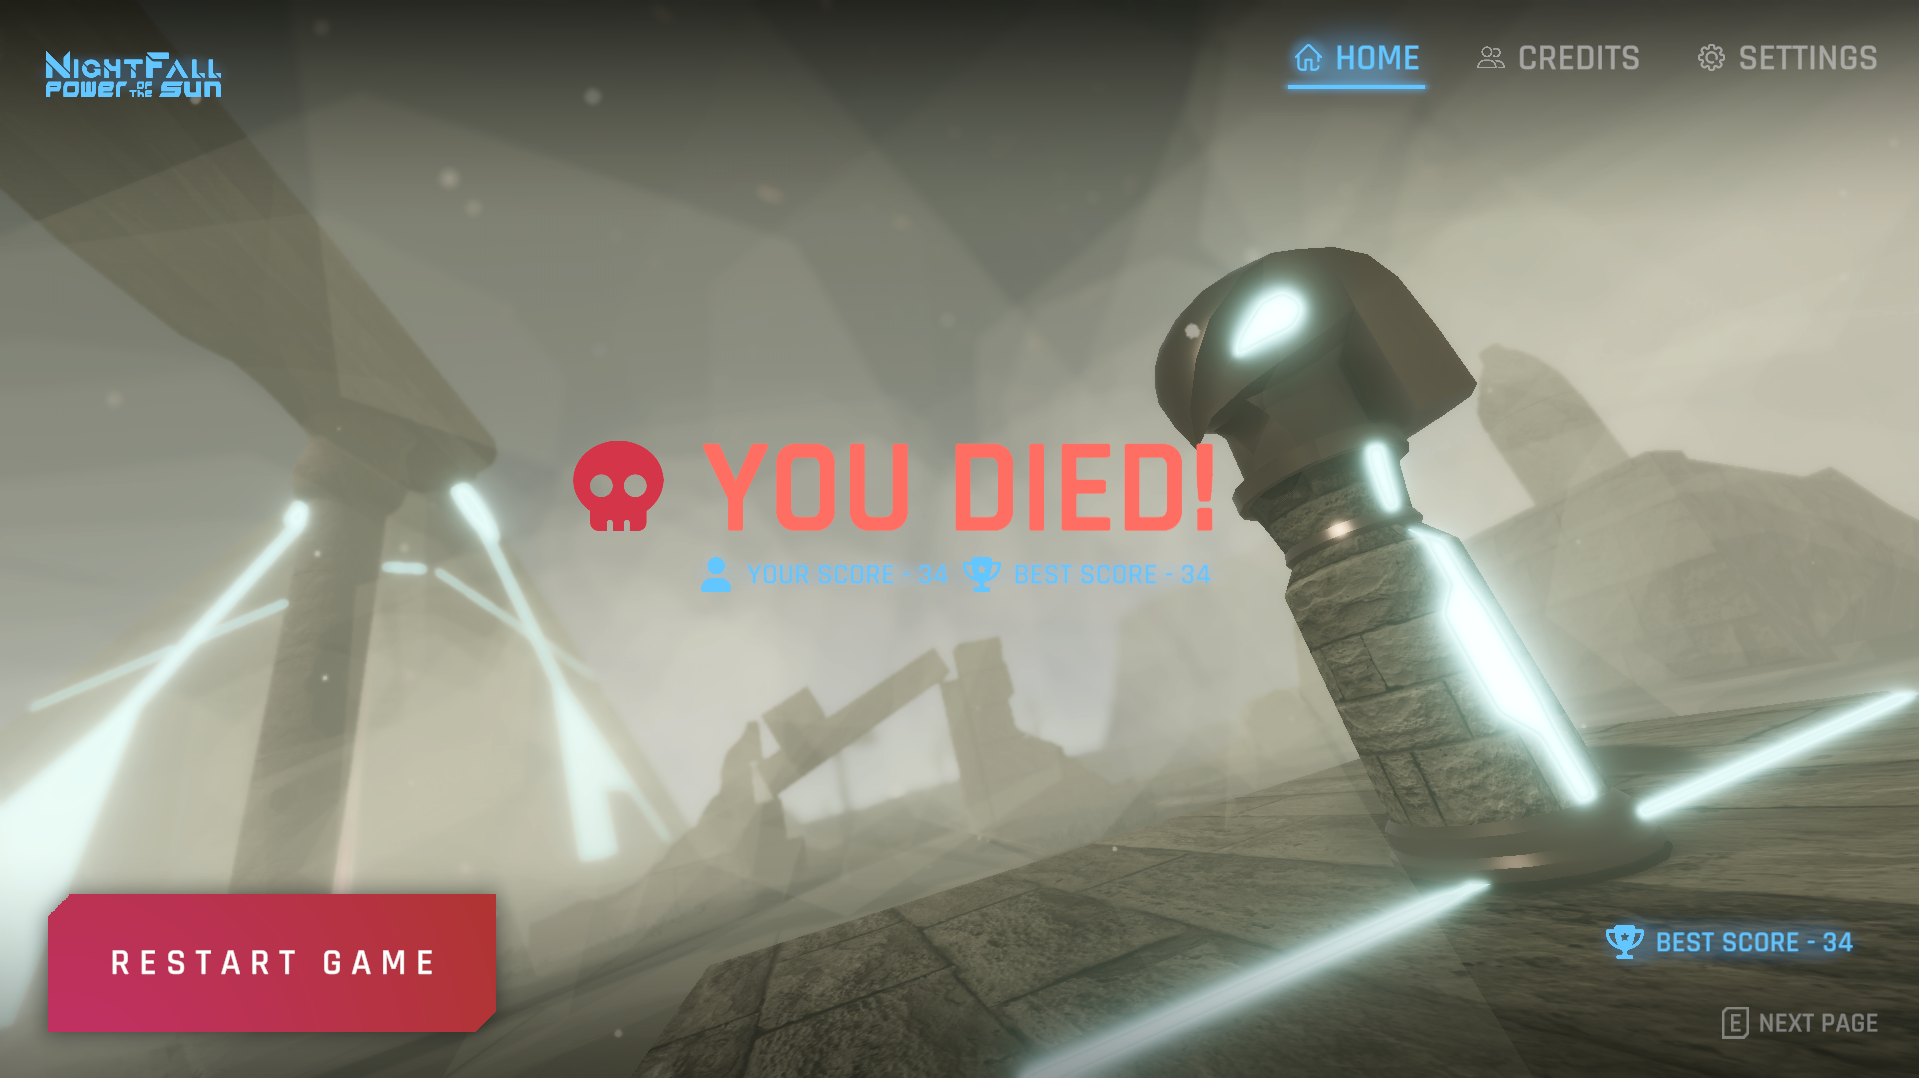 NIGHTFALL
POWER OF THE SUN
HOME
CREDITS
SETTINGS
YOU DIED!
YOUR SCORE - 34
BEST SCORE - 34
RESTART GAME
BEST SCORE - 34
E NEXT PAGE